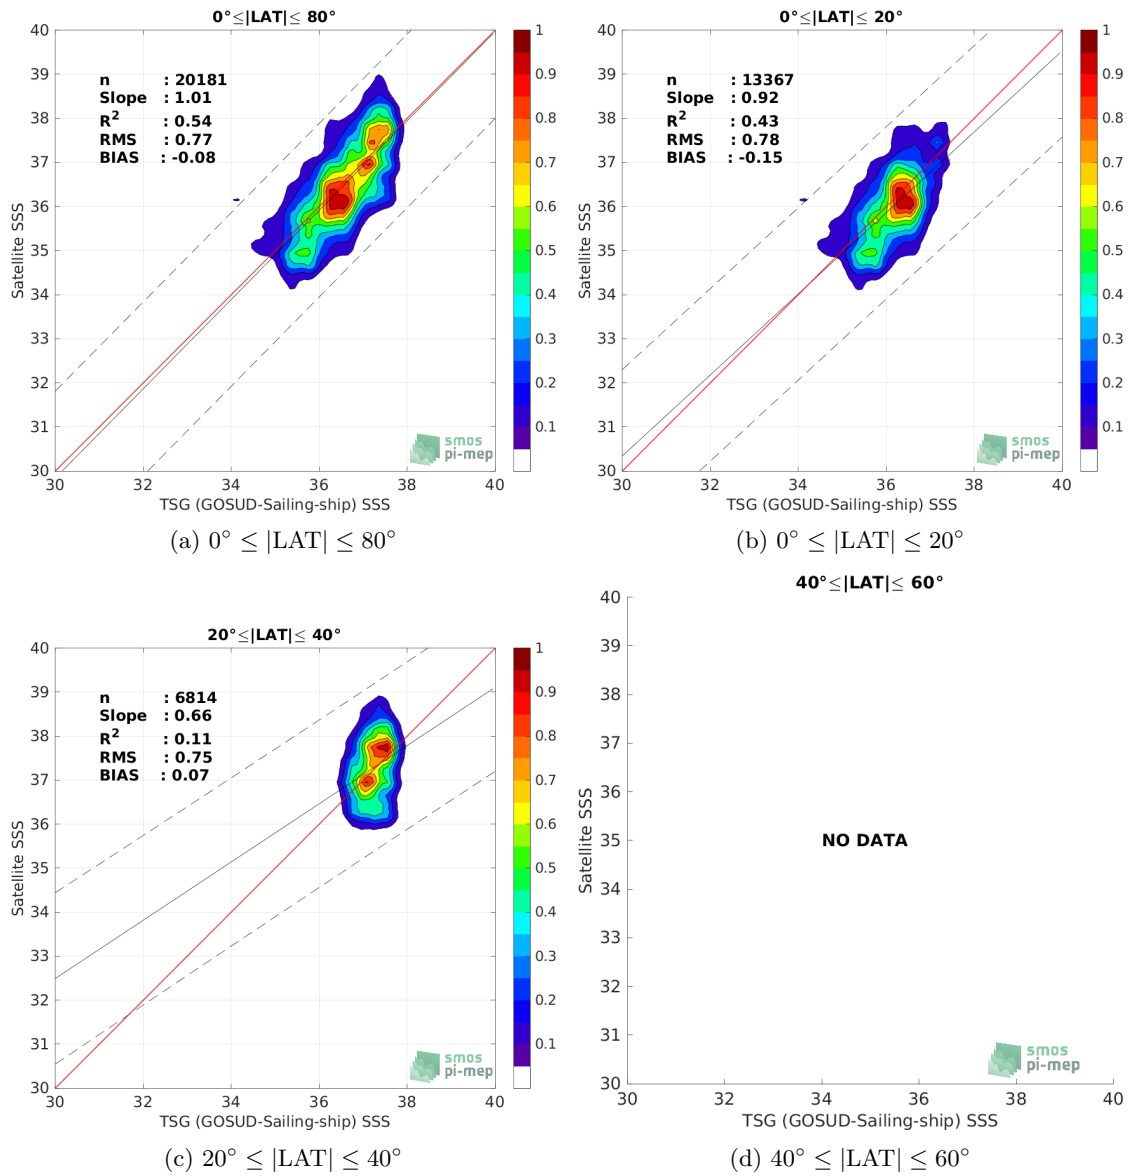 0°≤|LAT|≤ 80°
40
39
38
37
36
35
34
33
32
31
30
Satellite SSS
n : 20181
Slope : 1.01
R2 : 0.54
RMS : 0.77
BIAS : -0.08
smos
pi-mep
30 32 34 36 38 40
TSG (GOSUD-Sailing-ship) SSS
1
0.9
0.8
0.7
0.6
0.5
0.4
0.3
0.2
0.1
(a) 0° ≤ |LAT| ≤ 80°
0°≤|LAT|≤ 20°
40
39
38
37
36
35
34
33
32
31
30
Satellite SSS
n : 13367
Slope : 0.92
R2 : 0.43
RMS : 0.78
BIAS : -0.15
smos
pi-mep
30 32 34 36 38 40
TSG (GOSUD-Sailing-ship) SSS
1
0.9
0.8
0.7
0.6
0.5
0.4
0.3
0.2
0.1
(b) 0° ≤ |LAT| ≤ 20°
20°≤|LAT|≤ 40°
40
39
38
37
36
35
34
33
32
31
30
Satellite SSS
n : 6814
Slope : 0.66
R2 : 0.11
RMS : 0.75
BIAS : 0.07
smos
pi-mep
30 32 34 36 38 40
TSG (GOSUD-Sailing-ship) SSS
1
0.9
0.8
0.7
0.6
0.5
0.4
0.3
0.2
0.1
(c) 20° ≤ |LAT| ≤ 40°
40°≤|LAT|≤ 60°
40
39
38
37
36
35
34
33
32
31
30
Satellite SSS
NO DATA
smos
pi-mep
30 32 34 36 38 40
TSG (GOSUD-Sailing-ship) SSS
(d) 40° ≤ |LAT| ≤ 60°